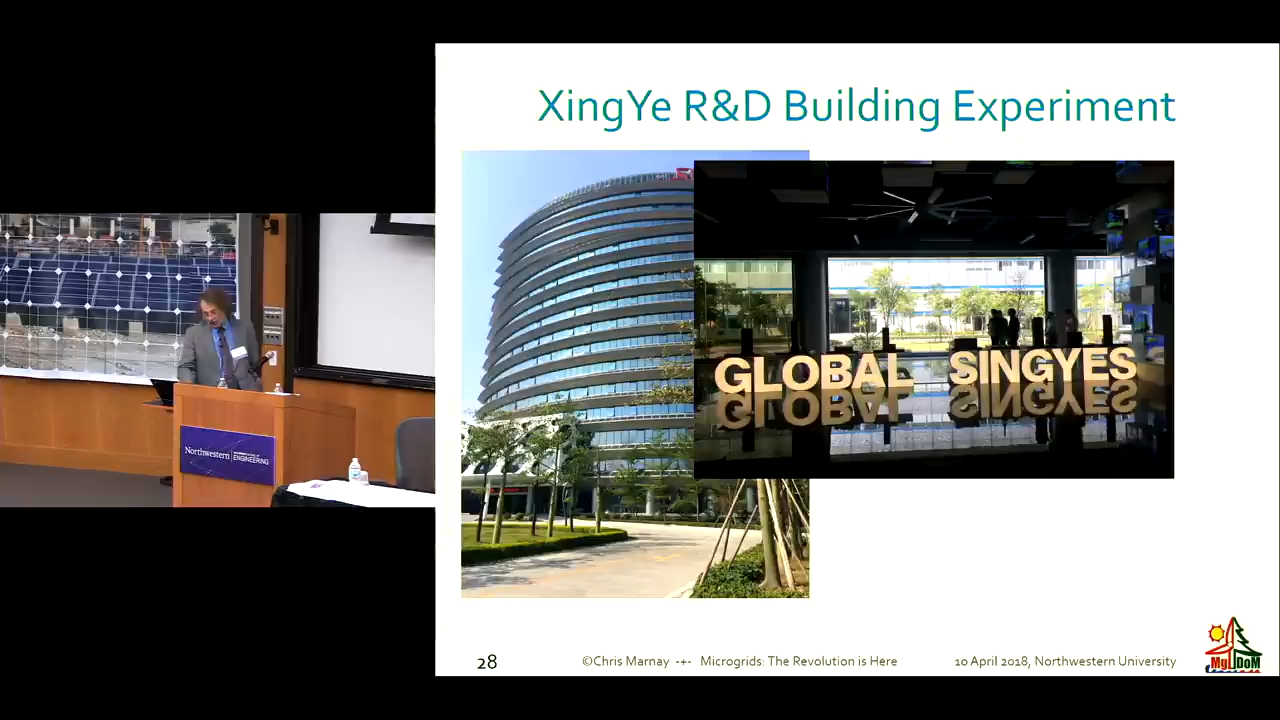 XingYe R&D Building Experiment
GLOBAL SINGYES
Northwestern
ENGINEERING
28
©Chris Marnay -+- Microgrids: The Revolution is Here
10 April 2018, Northwestern University
MgDoM